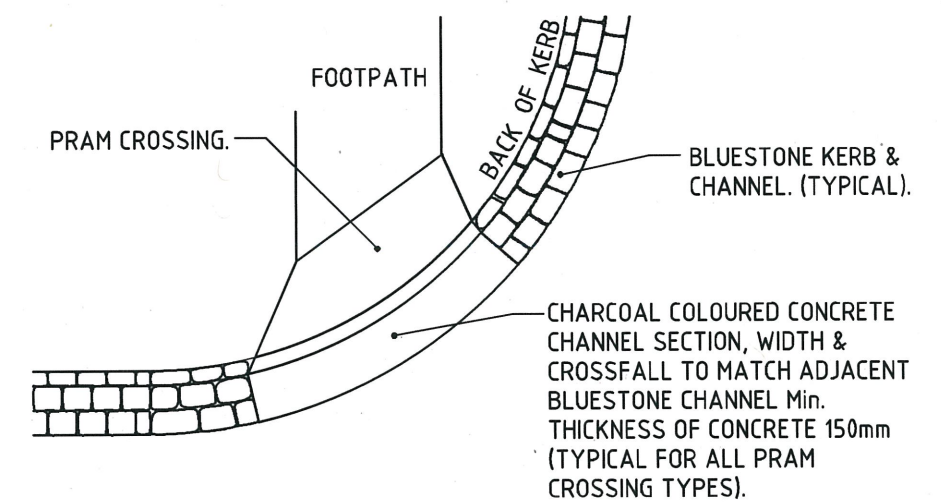 FOOTPATH
BACK OF KERB
PRAM CROSSING.
BLUESTONE KERB &
CHANNEL. (TYPICAL).
CHARCOAL COLOURED CONCRETE
CHANNEL SECTION, WIDTH &
CROSSFALL TO MATCH ADJACENT
BLUESTONE CHANNEL Min.
THICKNESS OF CONCRETE 150mm
(TYPICAL FOR ALL PRAM
CROSSING TYPES).